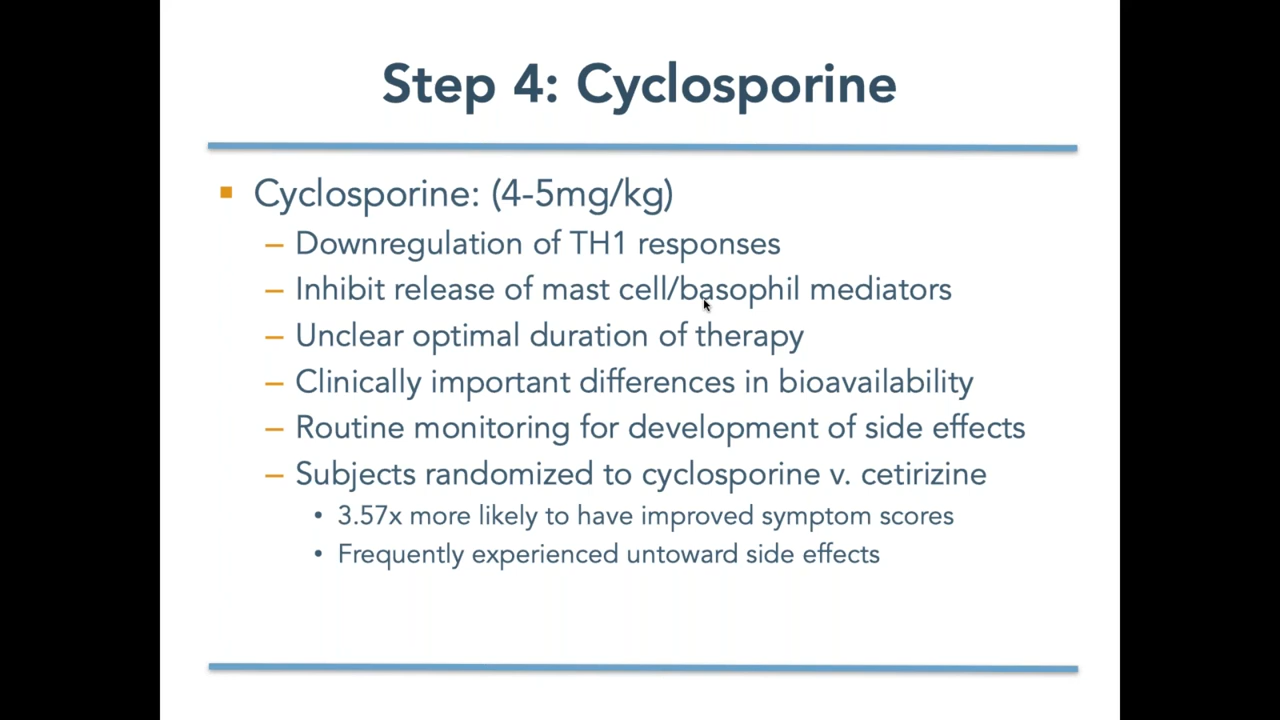 Step 4: Cyclosporine
Cyclosporine: (4-5mg/kg)
– Downregulation of TH1 responses
– Inhibit release of mast cell/basophil mediators
– Unclear optimal duration of therapy
– Clinically important differences in bioavailability
– Routine monitoring for development of side effects
– Subjects randomized to cyclosporine v. cetirizine
• 3.57x more likely to have improved symptom scores
• Frequently experienced untoward side effects